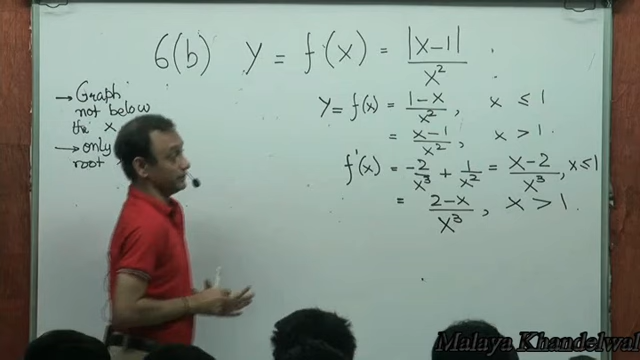 6(b) y = f(x) = |x-1|/x² .
→ Graph
not below
the x
→ only
root
y = f(x) = (1-x)/x² , x ≤ 1
= (x-1)/x² , x > 1 .
f'(x) = -2/x³ + 1/x² = (x-2)/x³ , x ≤ 1
= (2-x)/x³ , x > 1 .
Malaya Khandelwal